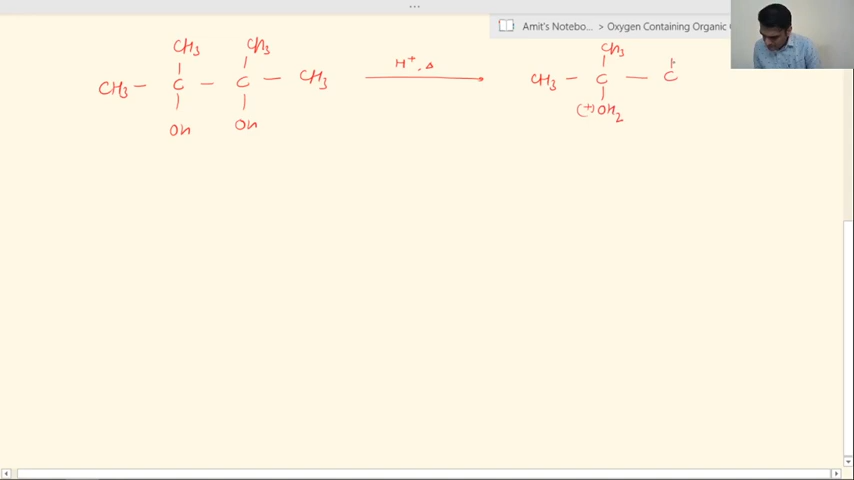 ...
Amit's Notebo... > Oxygen Containing Organic
CH3 CH3 H+, Δ CH3
CH3 - C - C - CH3 CH3 - C - C
OH OH (+)OH2